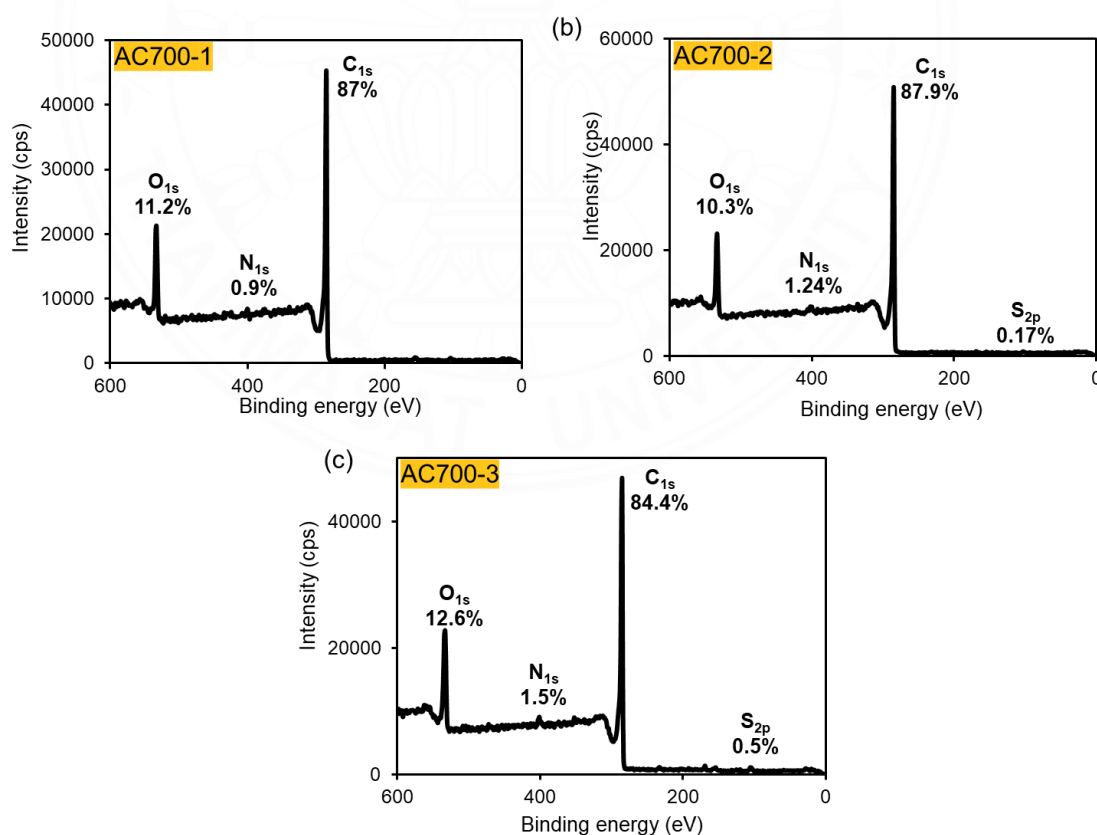 AC700-1
C1s
87%
O1s
11.2%
N1s
0.9%
50000
40000
30000
20000
10000
0
600
400
200
0
Intensity (cps)
Binding energy (eV)
(b)
AC700-2
C1s
87.9%
O1s
10.3%
N1s
1.24%
S2p
0.17%
60000
40000
20000
0
600
400
200
0
Intensity (cps)
Binding energy (eV)
(c)
AC700-3
C1s
84.4%
O1s
12.6%
N1s
1.5%
S2p
0.5%
40000
20000
0
600
400
200
0
Intensity (cps)
Binding energy (eV)
UNIVERSITY